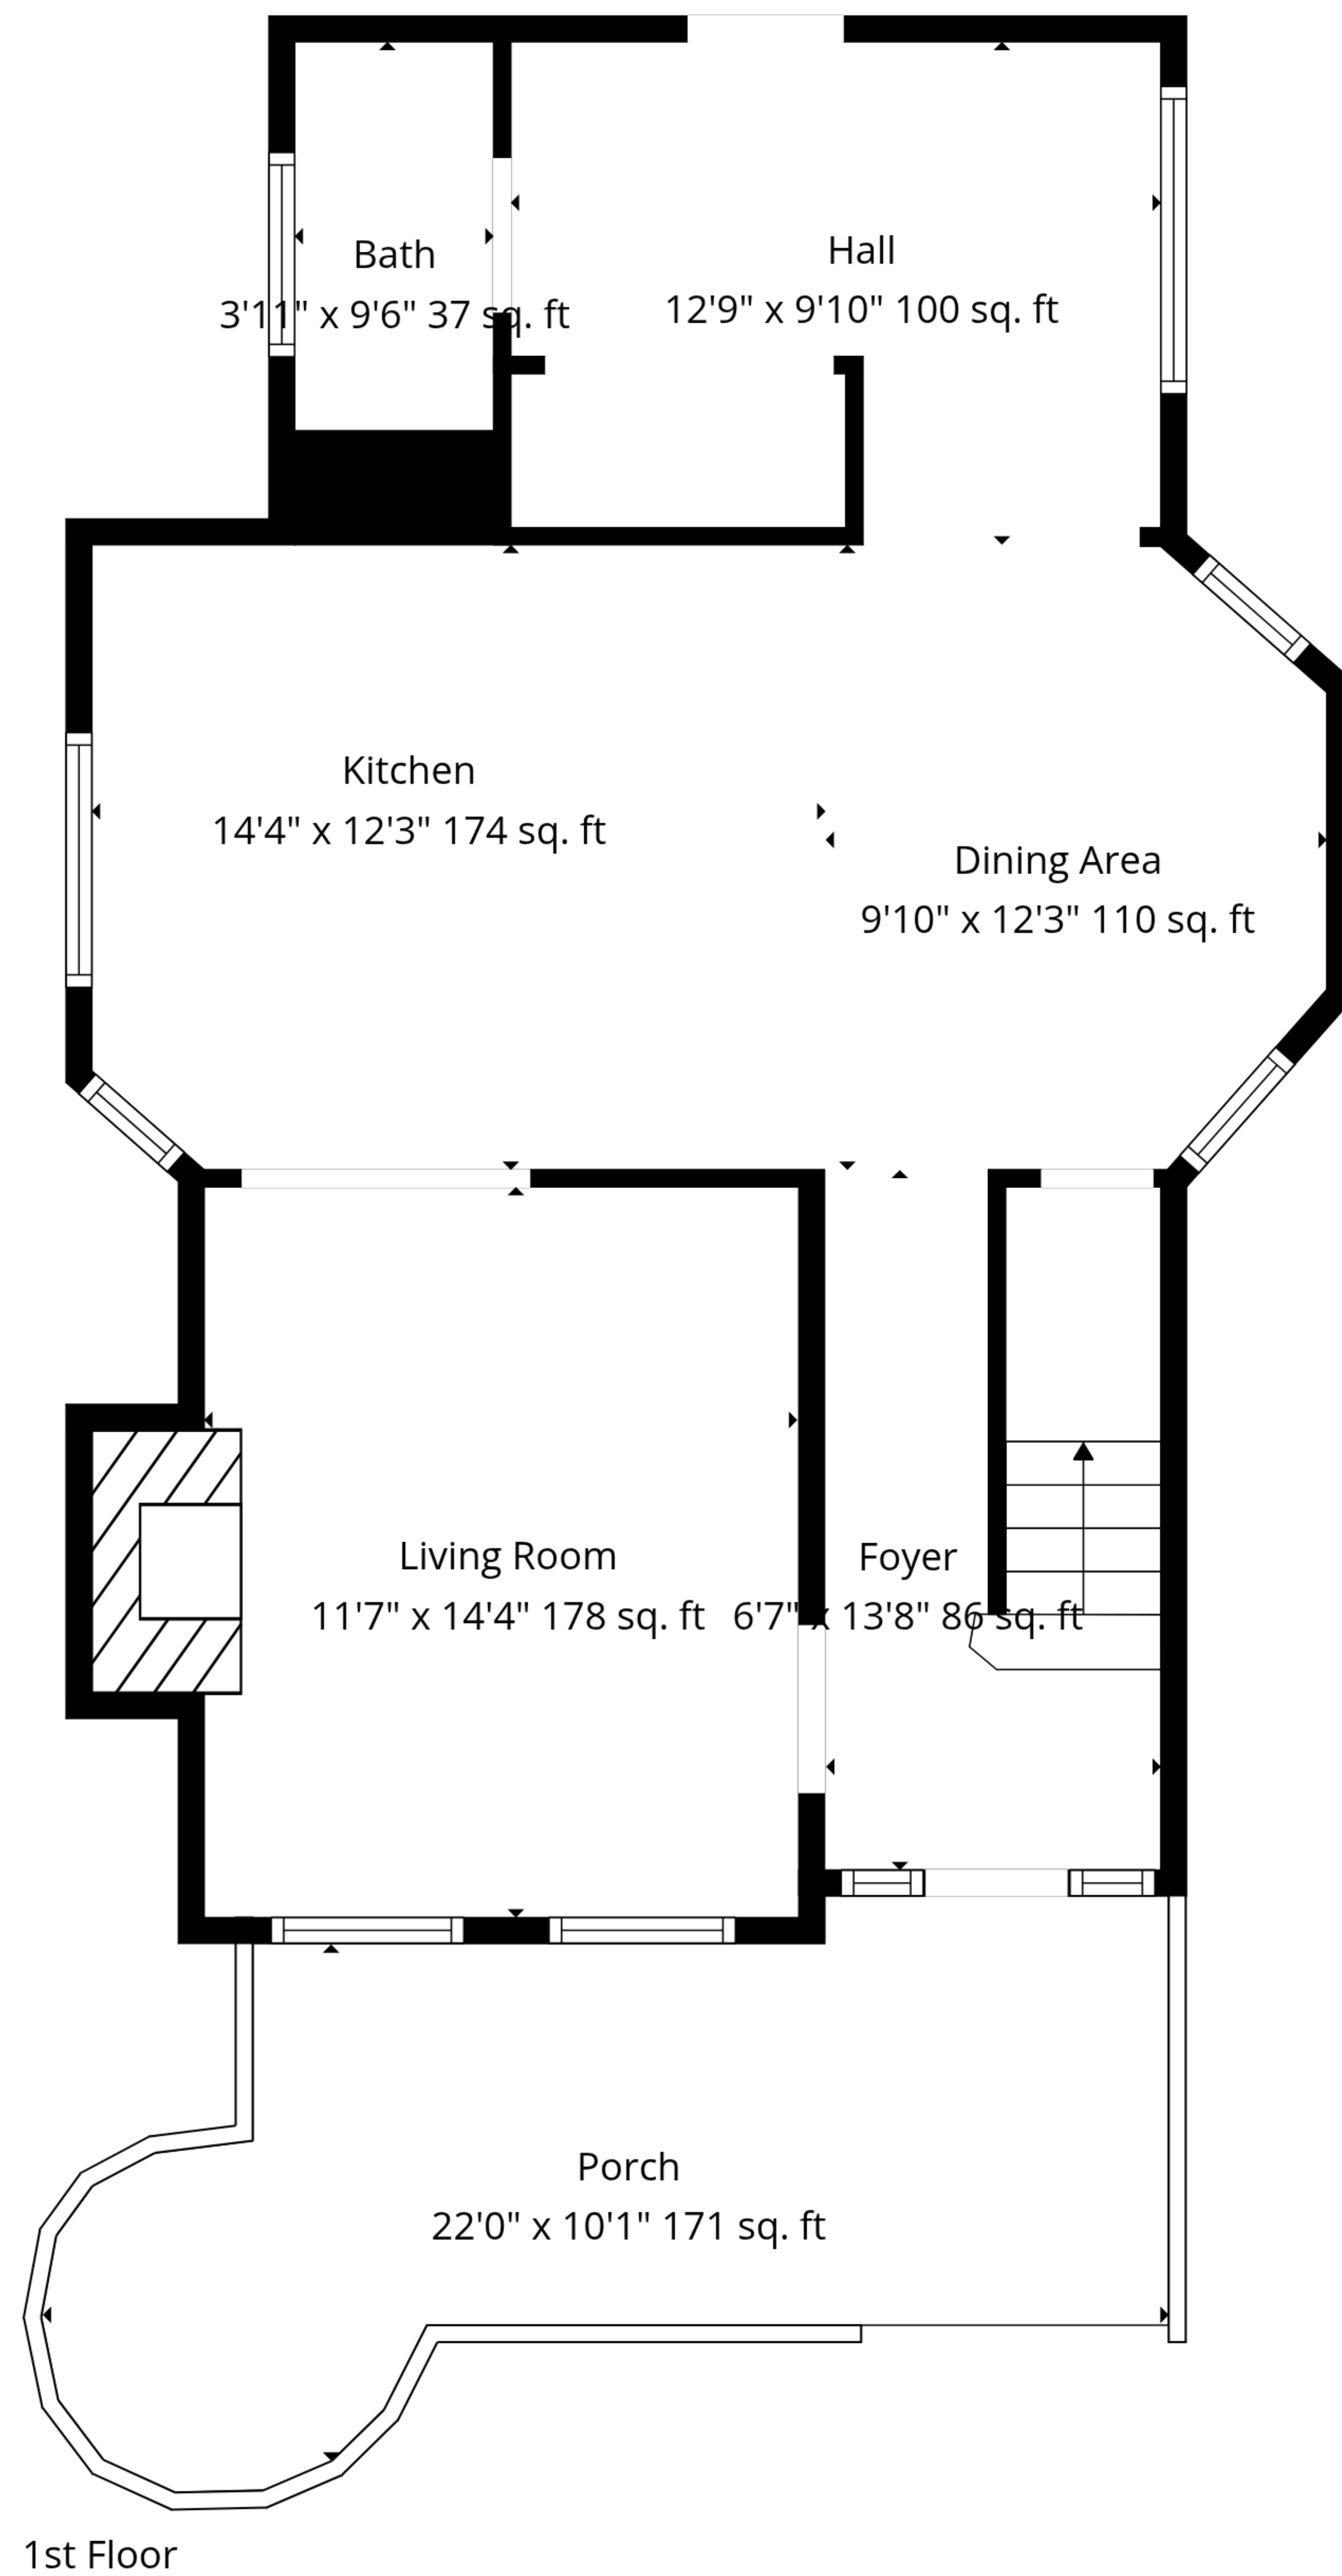 Bath
3'11" x 9'6" 37 sq. ft
Hall
12'9" x 9'10" 100 sq. ft
Kitchen
14'4" x 12'3" 174 sq. ft
Dining Area
9'10" x 12'3" 110 sq. ft
Living Room
11'7" x 14'4" 178 sq. ft
Foyer
6'7" x 13'8" 86 sq. ft
Porch
22'0" x 10'1" 171 sq. ft
1st Floor